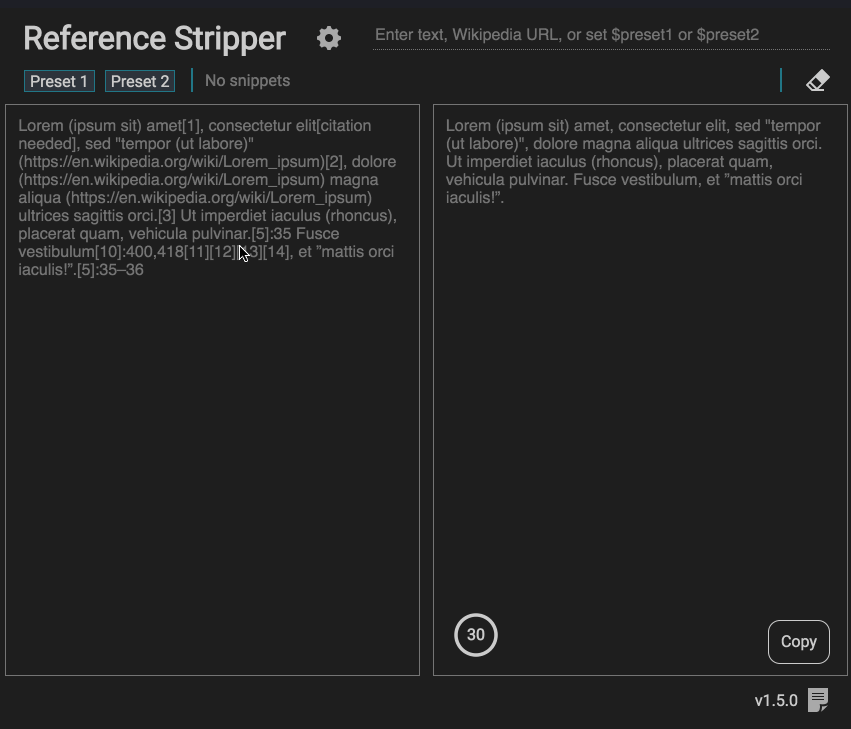 Reference Stripper
Enter text, Wikipedia URL, or set $preset1 or $preset2
Preset 1
Preset 2
No snippets
Lorem (ipsum sit) amet[1], consectetur elit[citation
needed], sed "tempor (ut labore)"
(https://en.wikipedia.org/wiki/Lorem_ipsum)[2], dolore
(https://en.wikipedia.org/wiki/Lorem_ipsum) magna
aliqua (https://en.wikipedia.org/wiki/Lorem_ipsum)
ultrices sagittis orci.[3] Ut imperdiet iaculus (rhoncus),
placerat quam, vehicula pulvinar.[5]:35 Fusce
vestibulum[10]:400,418[11][12][13][14], et "mattis orci
iaculis!".[5]:35–36
Lorem (ipsum sit) amet, consectetur elit, sed "tempor
(ut labore)", dolore magna aliqua ultrices sagittis orci.
Ut imperdiet iaculus (rhoncus), placerat quam,
vehicula pulvinar. Fusce vestibulum, et "mattis orci
iaculis!".
30
Copy
v1.5.0